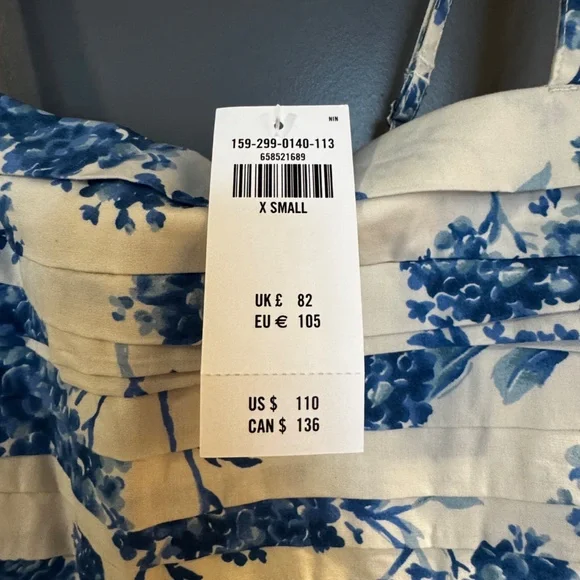 NIN
159-299-0140-113
658521689
X SMALL
UK £ 82
EU € 105
US $ 110
CAN $ 136